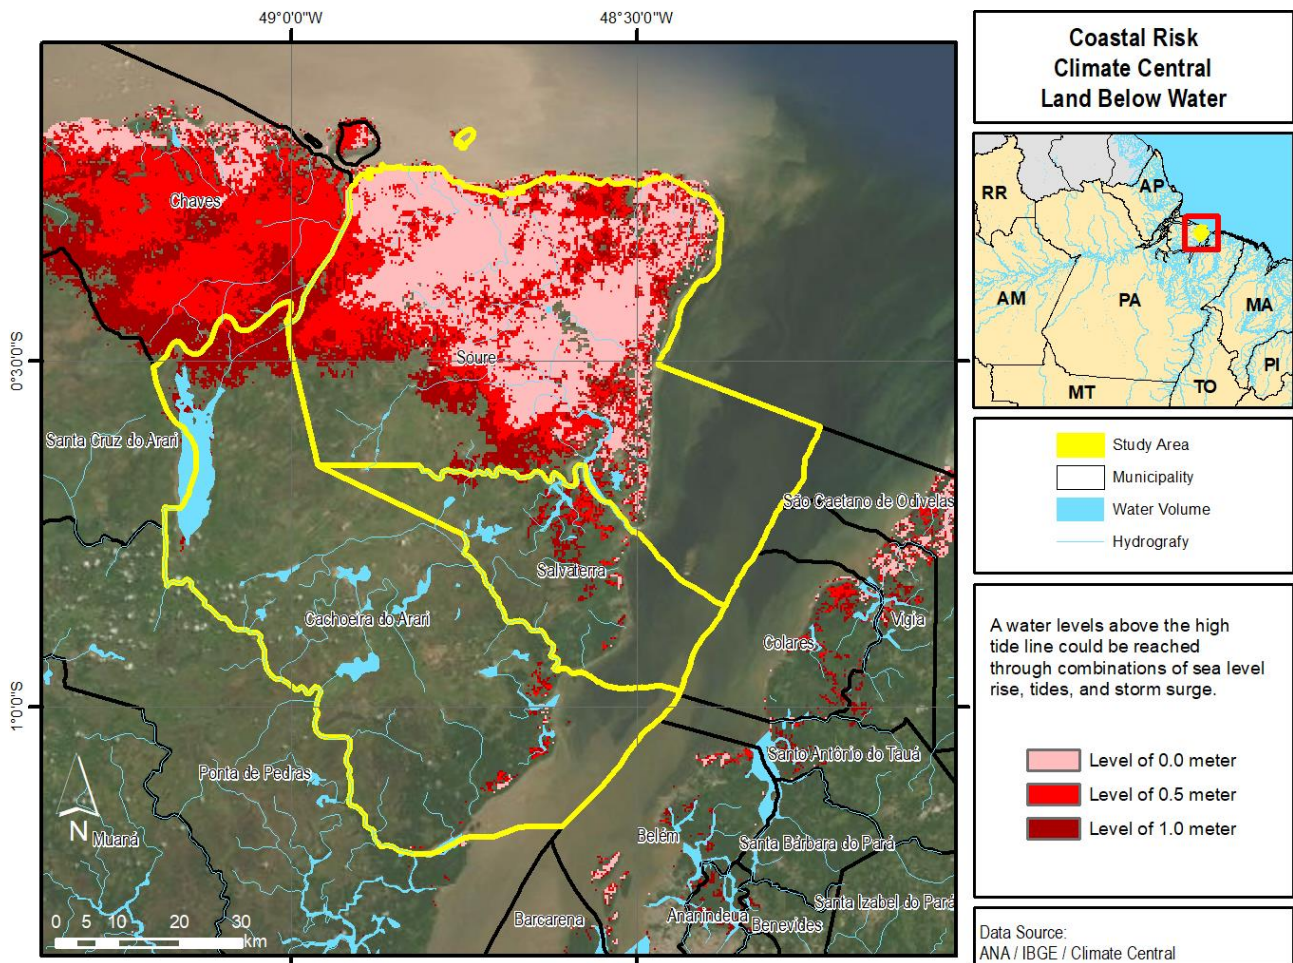 49°0'0"W
48°30'0"W
0°30'0"S
1°0'0"S
Chaves
Soure
Santa Cruz do Arari
São Caetano de Odivelas
Salvaterra
Cachoeira do Arari
Vigia
Colares
Santo Antônio do Tauá
Ponta de Pedras
Muaná
Belém
Santa Bárbara do Pará
Santa Izabel do Pará
Ananindeua
Benevides
Barcarena
N
0 5 10 20 30
km
Coastal Risk
Climate Central
Land Below Water
RR
AP
AM
PA
MA
PI
MT
TO
Study Area
Municipality
Water Volume
Hydrografy
A water levels above the high
tide line could be reached
through combinations of sea level
rise, tides, and storm surge.
Level of 0.0 meter
Level of 0.5 meter
Level of 1.0 meter
Data Source:
ANA / IBGE / Climate Central